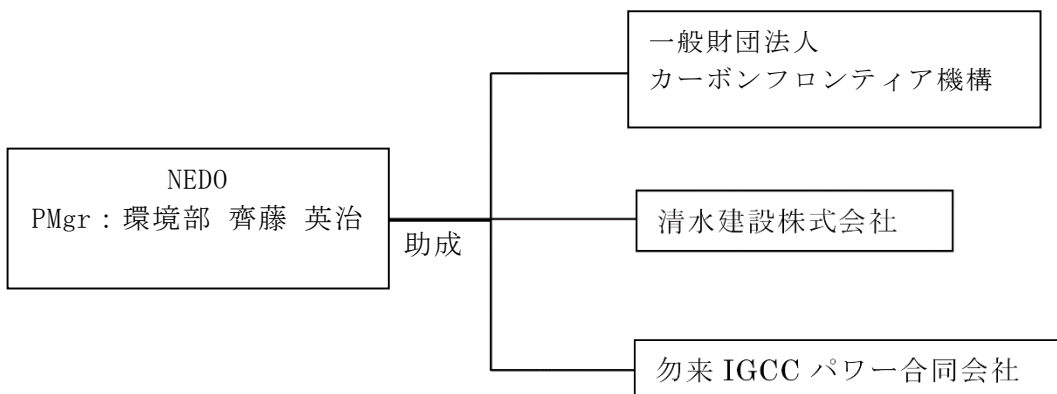 一般財団法人
カーボンフロンティア機構
NEDO
PMgr：環境部 齊藤 英治
助成
清水建設株式会社
勿来 IGCC パワー合同会社